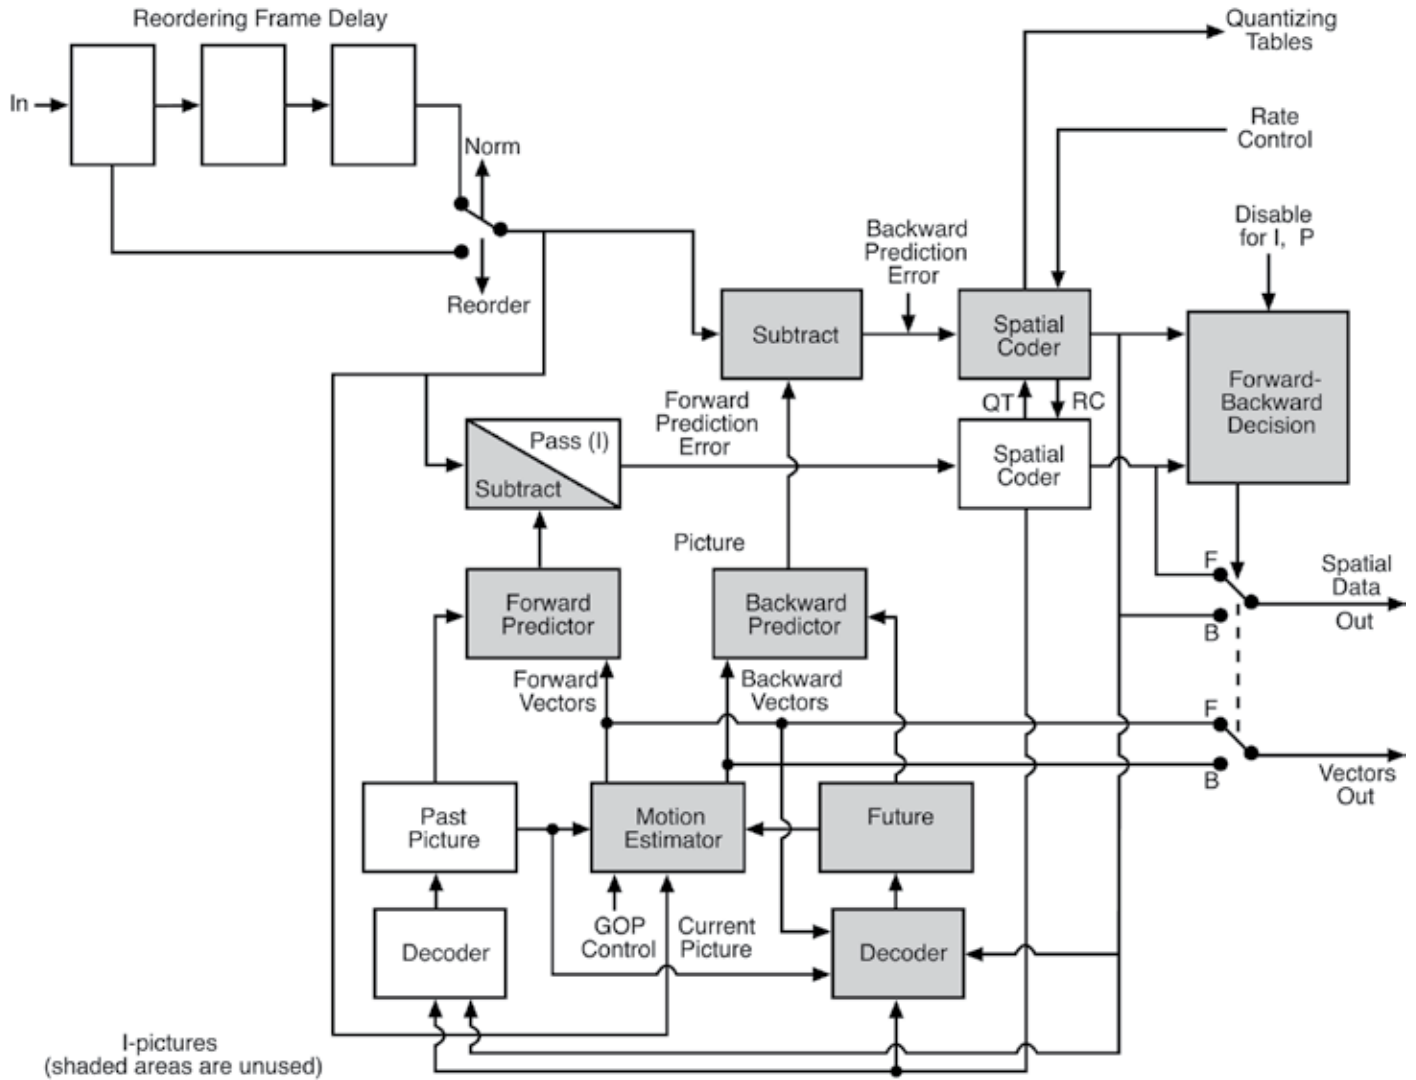 Reordering Frame Delay
In
Norm
Reorder
Quantizing
Tables
Rate
Control
Disable
for I, P
Backward
Prediction
Error
Subtract
Spatial
Coder
Forward-
Backward
Decision
QT
RC
Forward
Prediction
Error
Pass (I)
Subtract
Spatial
Coder
Picture
Forward
Predictor
Backward
Predictor
F
B
Spatial
Data
Out
Forward
Vectors
Backward
Vectors
F
B
Vectors
Out
Past
Picture
Motion
Estimator
Future
GOP
Control
Current
Picture
Decoder
Decoder
I-pictures
(shaded areas are unused)